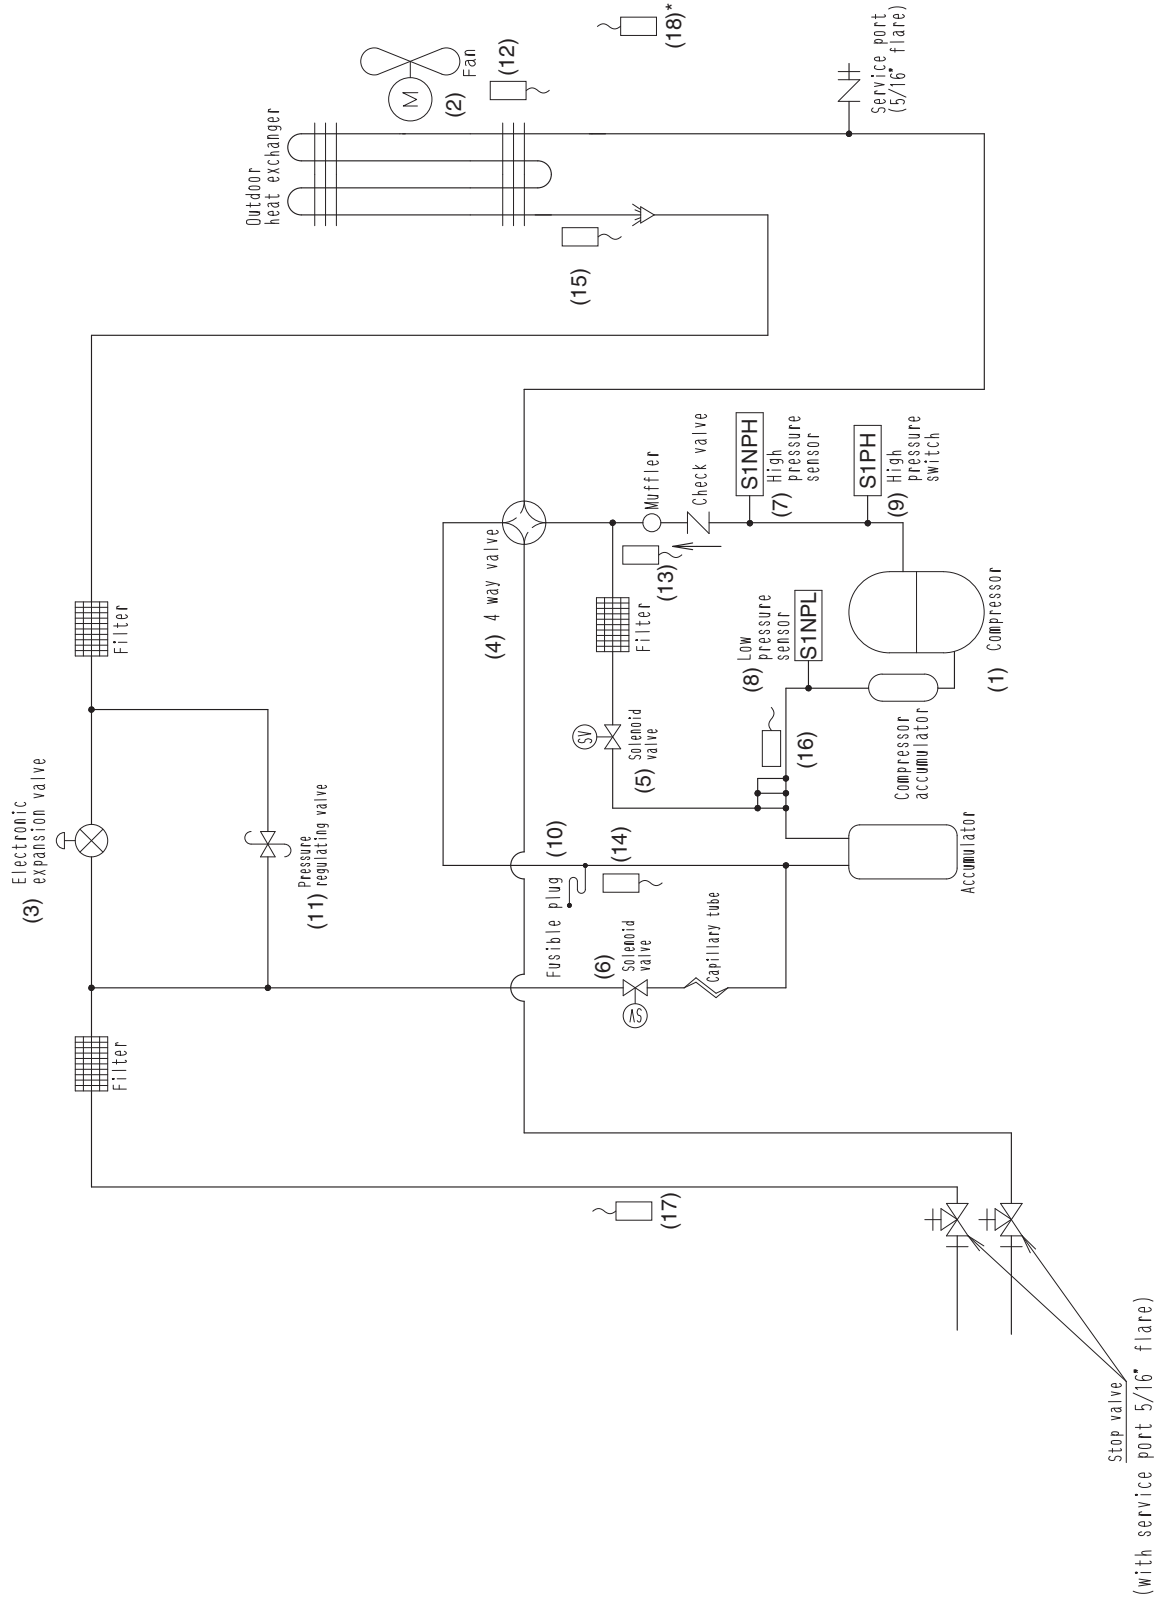 Outdoor
heat exchanger
M
(2)
Fan
(12)
(18)*
Service port
(5/16" flare)
(15)
(3) Electronic
expansion valve
Filter
Filter
(11) Pressure
regulating valve
(4) 4 way valve
Muffler
Check valve
S1NPH
(7) High
pressure
sensor
S1PH
(9) High
pressure
switch
(13)
Filter
SV
(5) Solenoid
valve
(8) Low
pressure
sensor
S1NPL
(16)
(1) Compressor
Compressor
accumulator
Accumulator
(10)
Fusible plug
(14)
(6)
Solenoid
valve
SV
Capillary tube
(17)
Stop valve
(with service port 5/16" flare)